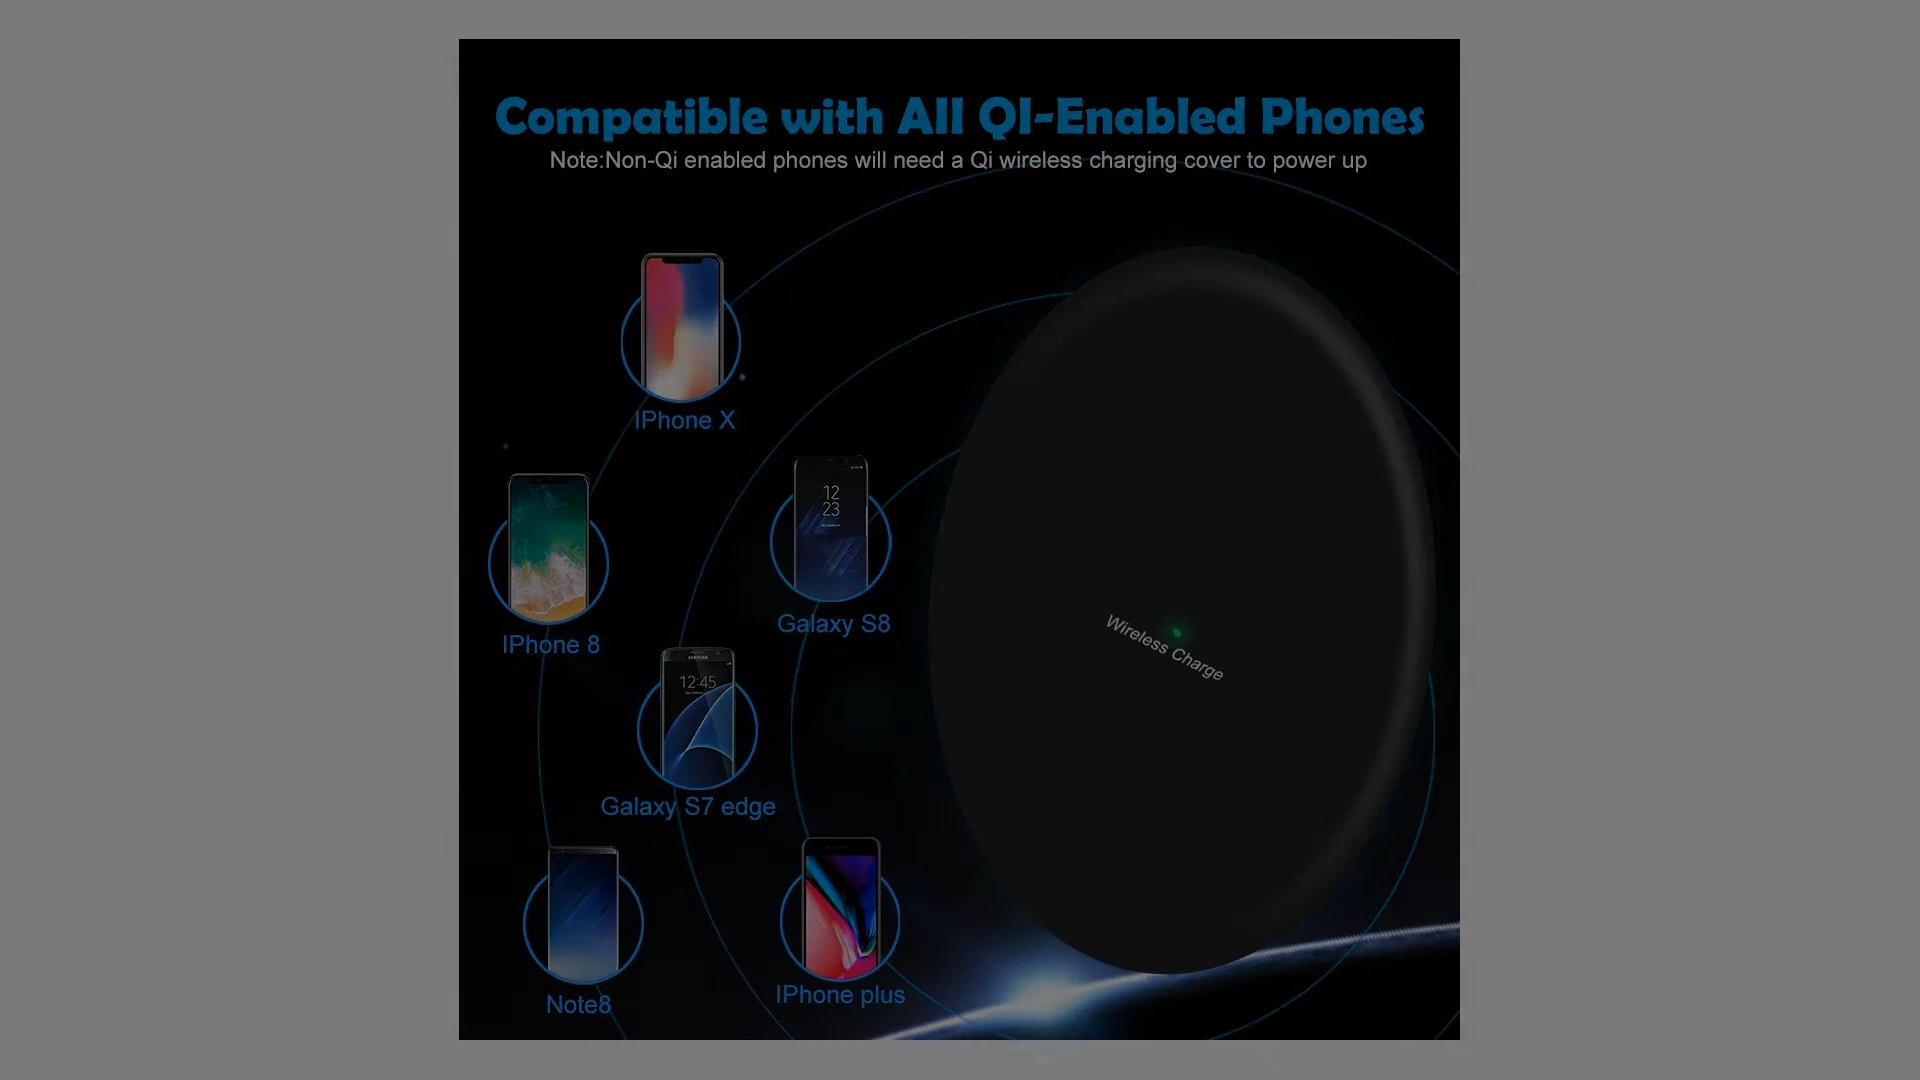 Compatible with All QI-Enabled Phones
Note:Non-Qi enabled phones will need a Qi wireless charging cover to power up
IPhone X
12
23
Galaxy S8
IPhone 8
SAMSUNG
12:45
Galaxy S7 edge
Wireless Charge
Note8
IPhone plus